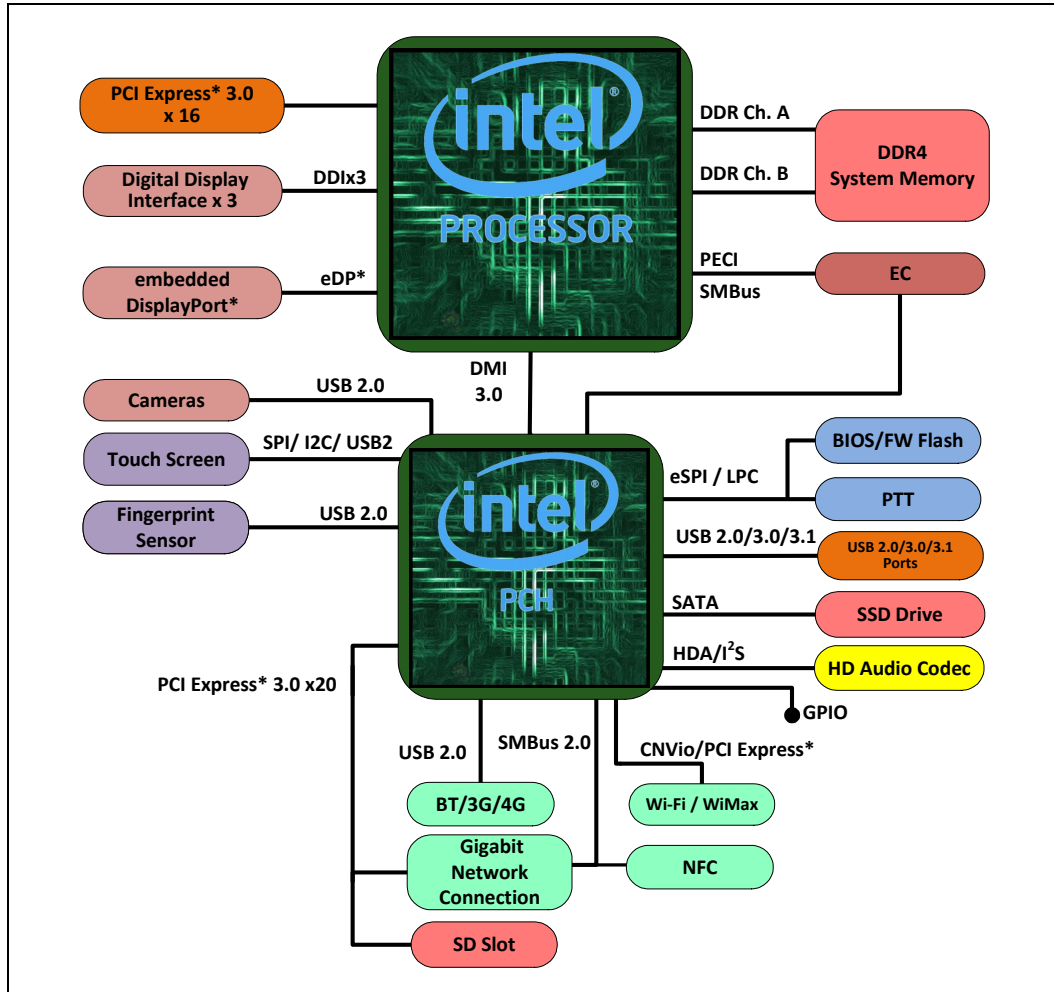 intel®
PROCESSOR
PCI Express* 3.0
x 16
Digital Display
Interface x 3
DDIx3
embedded
DisplayPort*
eDP*
DDR Ch. A
DDR Ch. B
DDR4
System Memory
PECI
SMBus
EC
DMI
3.0
Cameras
USB 2.0
Touch Screen
SPI/ I2C/ USB2
Fingerprint
Sensor
USB 2.0
intel®
PCH
eSPI / LPC
BIOS/FW Flash
PTT
USB 2.0/3.0/3.1
USB 2.0/3.0/3.1
Ports
SATA
SSD Drive
HDA/I²S
HD Audio Codec
GPIO
PCI Express* 3.0 x20
USB 2.0
SMBus 2.0
CNVio/PCI Express*
BT/3G/4G
Wi-Fi / WiMax
Gigabit
Network
Connection
NFC
SD Slot